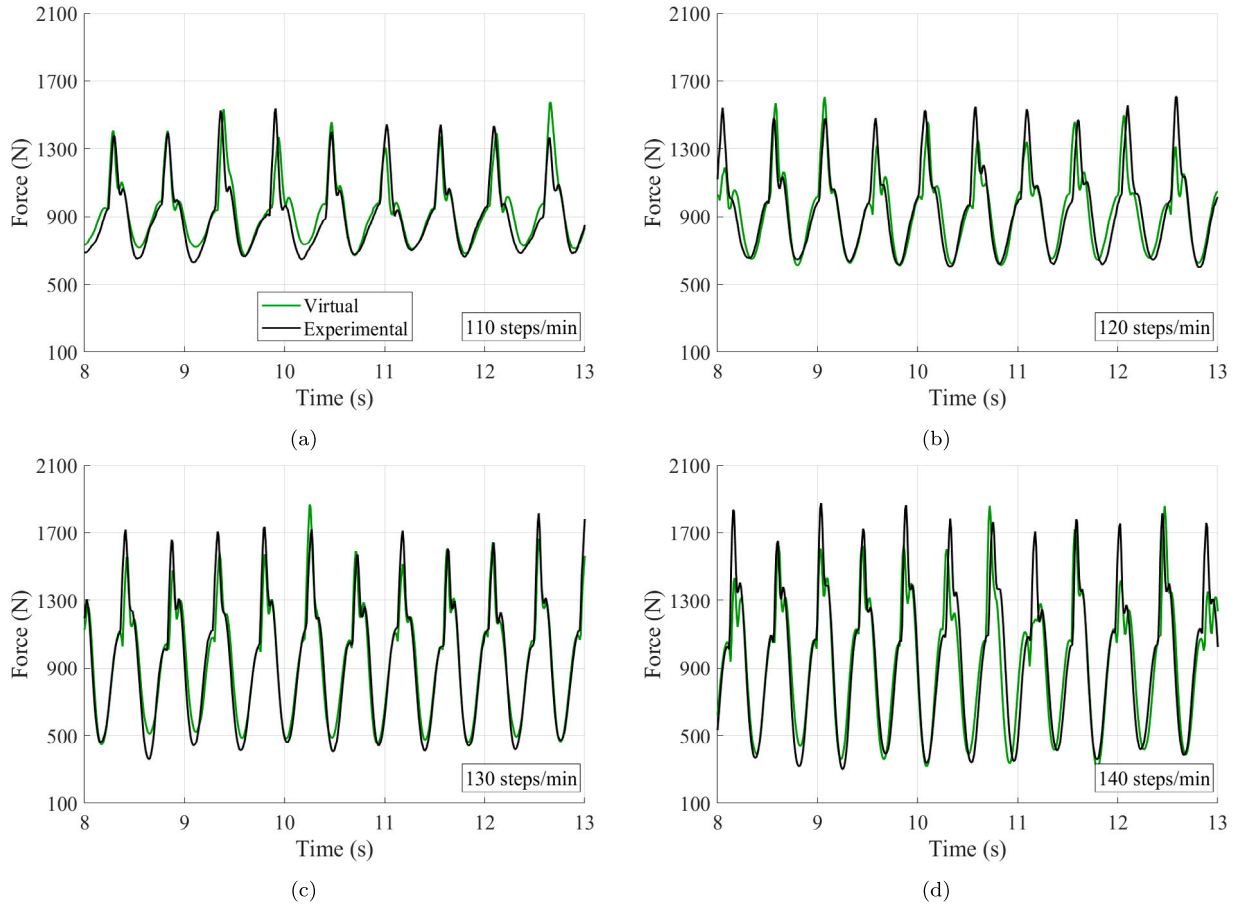 2100
1700
1300
900
500
100
Force (N)
8 9 10 11 12 13
Time (s)
Virtual
Experimental
110 steps/min
(a)
2100
1700
1300
900
500
100
Force (N)
8 9 10 11 12 13
Time (s)
120 steps/min
(b)
2100
1700
1300
900
500
100
Force (N)
8 9 10 11 12 13
Time (s)
130 steps/min
(c)
2100
1700
1300
900
500
100
Force (N)
8 9 10 11 12 13
Time (s)
140 steps/min
(d)